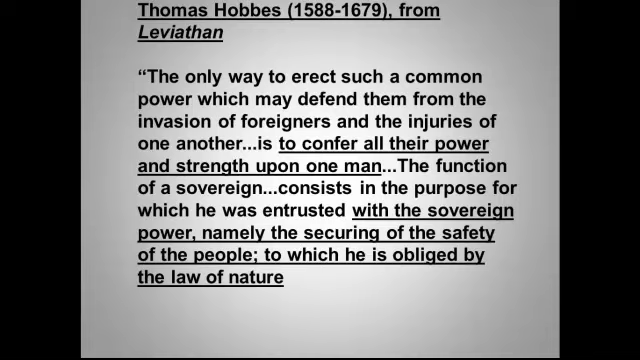 Thomas Hobbes (1588-1679), from
Leviathan
“The only way to erect such a common
power which may defend them from the
invasion of foreigners and the injuries of
one another...is to confer all their power
and strength upon one man...The function
of a sovereign...consists in the purpose for
which he was entrusted with the sovereign
power, namely the securing of the safety
of the people; to which he is obliged by
the law of nature